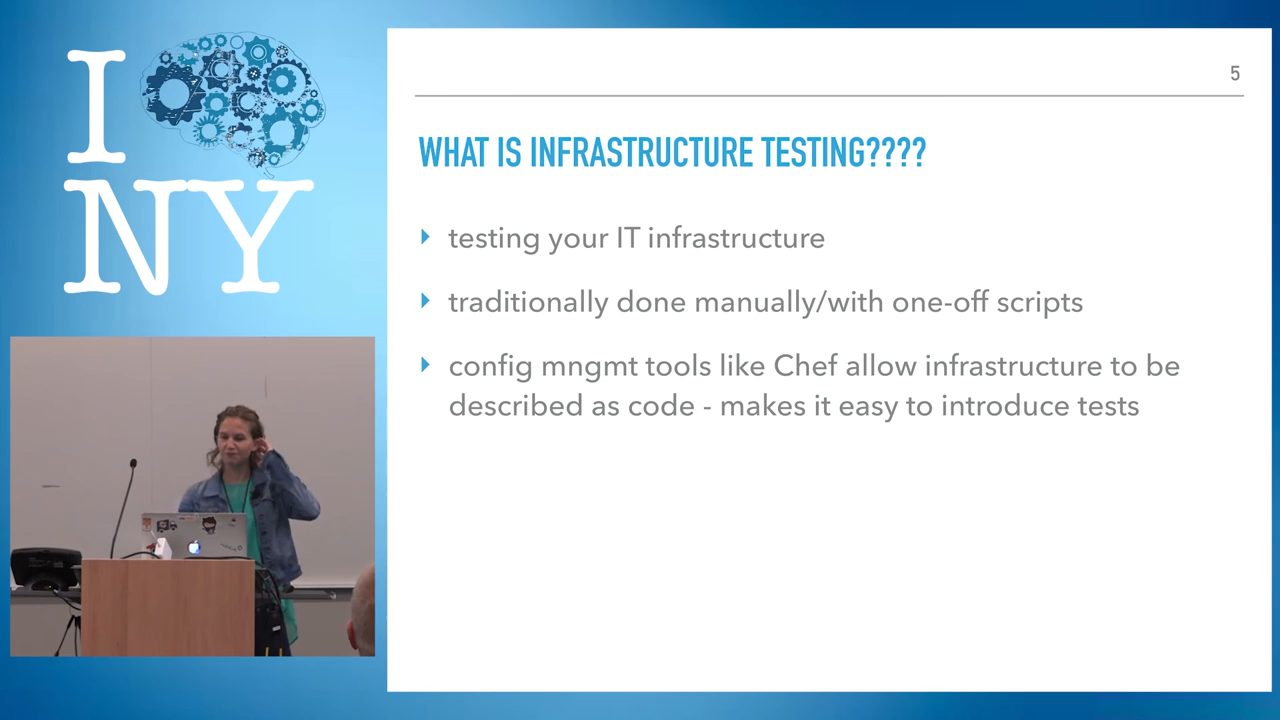 I
NY
5
WHAT IS INFRASTRUCTURE TESTING????
testing your IT infrastructure
traditionally done manually/with one-off scripts
config mngmt tools like Chef allow infrastructure to be
described as code - makes it easy to introduce tests